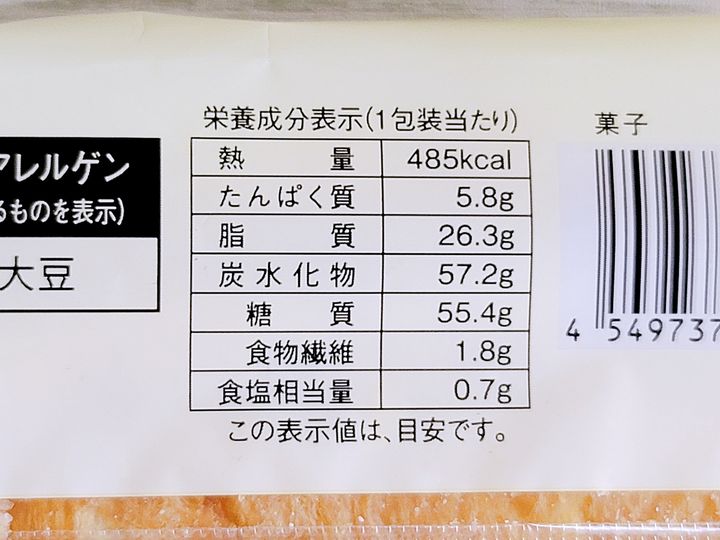 アレルゲン
るものを表示)
大豆
栄養成分表示(1包装当たり)
熱量 485kcal
たんぱく質 5.8g
脂質 26.3g
炭水化物 57.2g
糖質 55.4g
食物繊維 1.8g
食塩相当量 0.7g
この表示値は、目安です。
菓子
4 549737